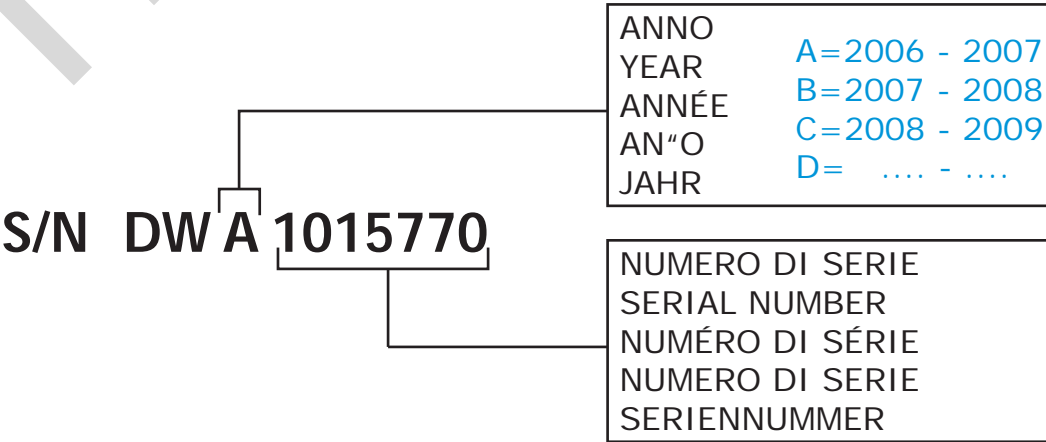 ANNO
YEAR
ANNÉE
AN“O
JAHR
A=2006 - 2007
B=2007 - 2008
C=2008 - 2009
D= .... - ....
S/N DW A 1015770
NUMERO DI SERIE
SERIAL NUMBER
NUMÉRO DI SÉRIE
NUMERO DI SERIE
SERIENNUMMER